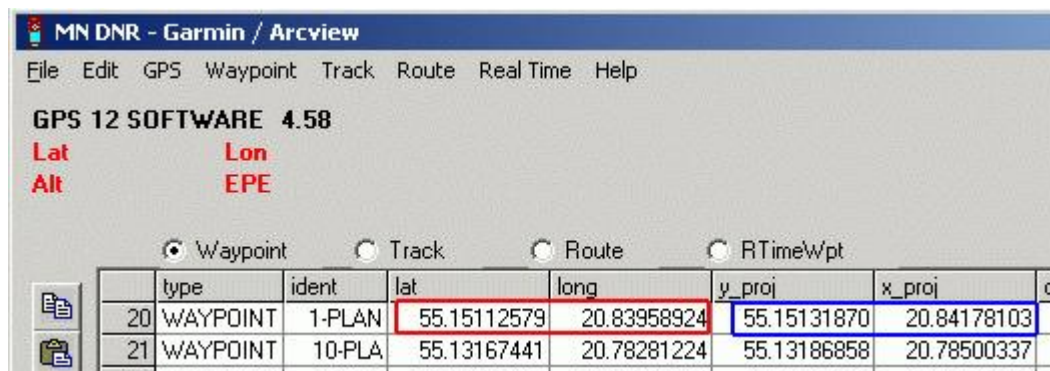 MN DNR - Garmin / Arcview
File Edit GPS Waypoint Track Route Real Time Help
GPS 12 SOFTWARE 4.58
Lat Lon
Alt EPE
Waypoint Track Route RTimeWpt
type ident lat long y_proj x_proj
20 WAYPOINT 1-PLAN 55.15112579 20.83958924 55.15131870 20.84178103
21 WAYPOINT 10-PLA 55.13167441 20.78281224 55.13186858 20.78500337